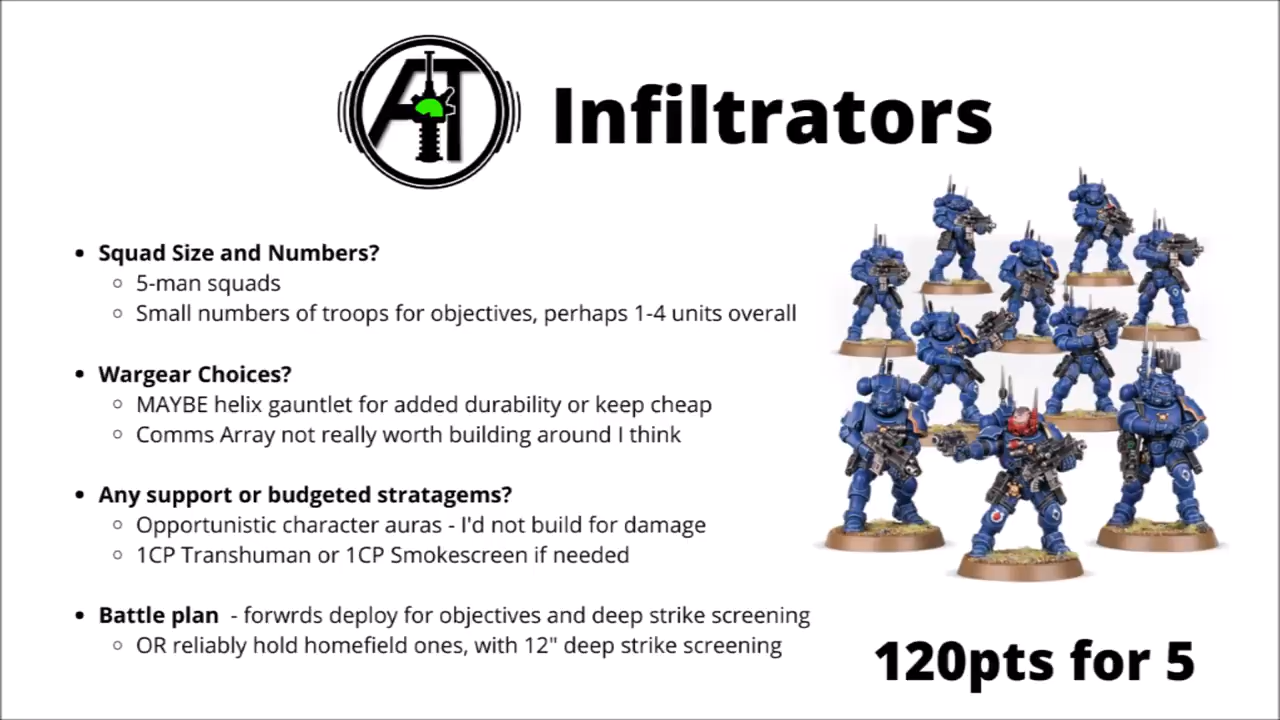 AT
Infiltrators
• Squad Size and Numbers?
○ 5-man squads
○ Small numbers of troops for objectives, perhaps 1-4 units overall
• Wargear Choices?
○ MAYBE helix gauntlet for added durability or keep cheap
○ Comms Array not really worth building around I think
• Any support or budgeted stratagems?
○ Opportunistic character auras - I'd not build for damage
○ 1CP Transhuman or 1CP Smokescreen if needed
• Battle plan - forwrds deploy for objectives and deep strike screening
○ OR reliably hold homefield ones, with 12" deep strike screening
120pts for 5